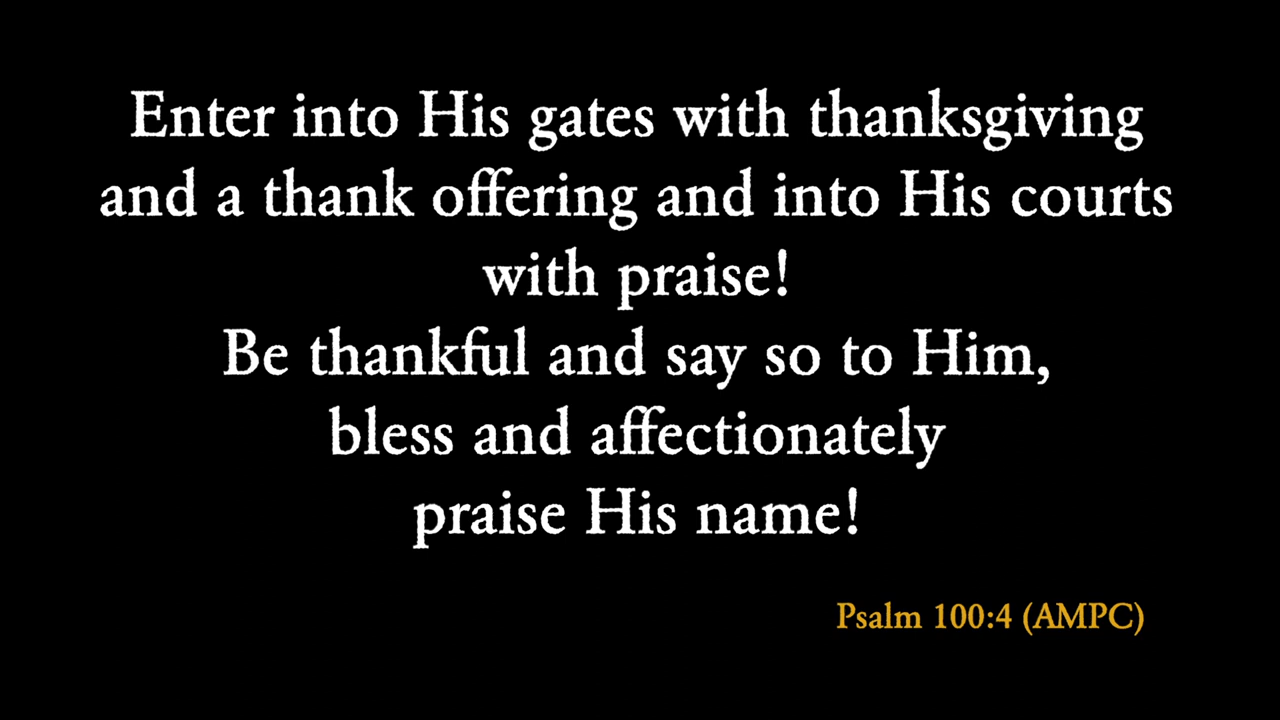 Enter into His gates with thanksgiving
and a thank offering and into His courts
with praise!
Be thankful and say so to Him,
bless and affectionately
praise His name!
Psalm 100:4 (AMPC)